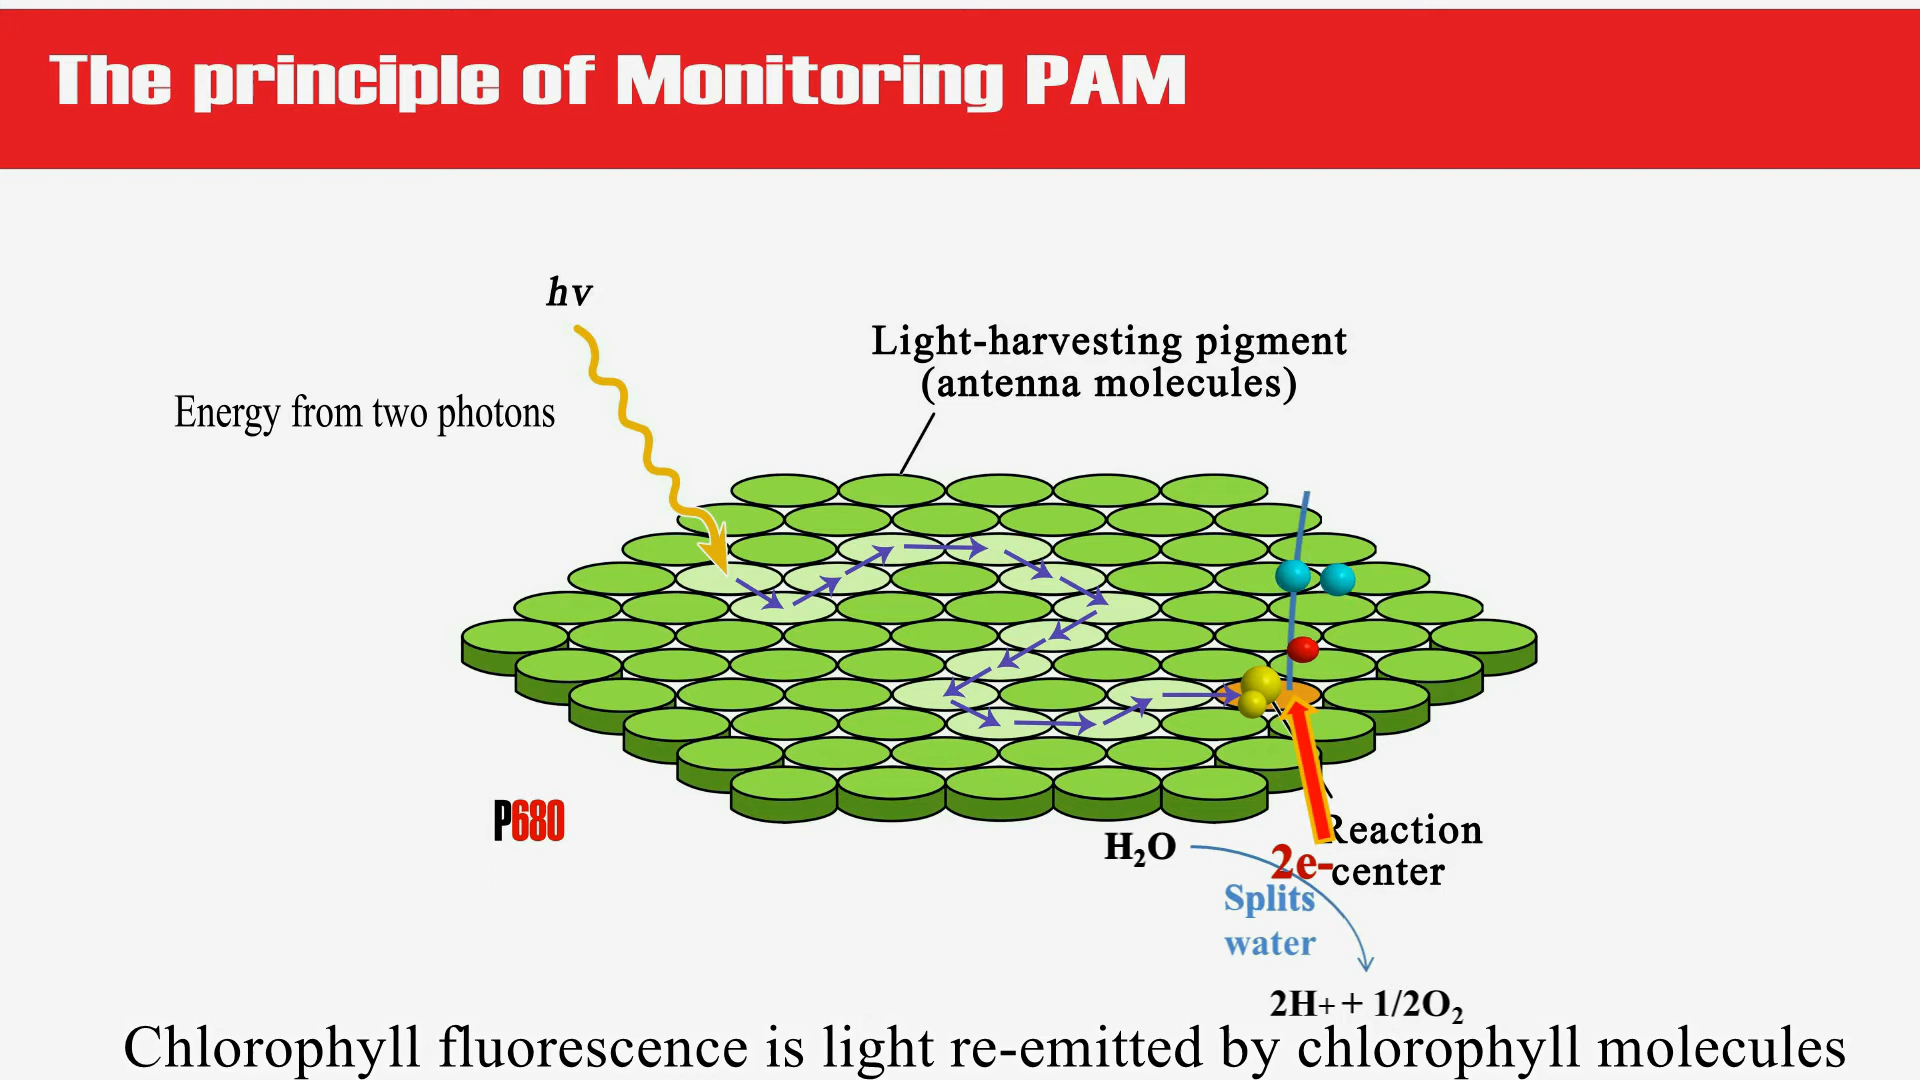 The principle of Monitoring PAM
hv
Light-harvesting pigment
(antenna molecules)
Energy from two photons
P680
H₂O
Reaction
center
2e-
Splits
water
2H+ + 1/2O₂
Chlorophyll fluorescence is light re-emitted by chlorophyll molecules